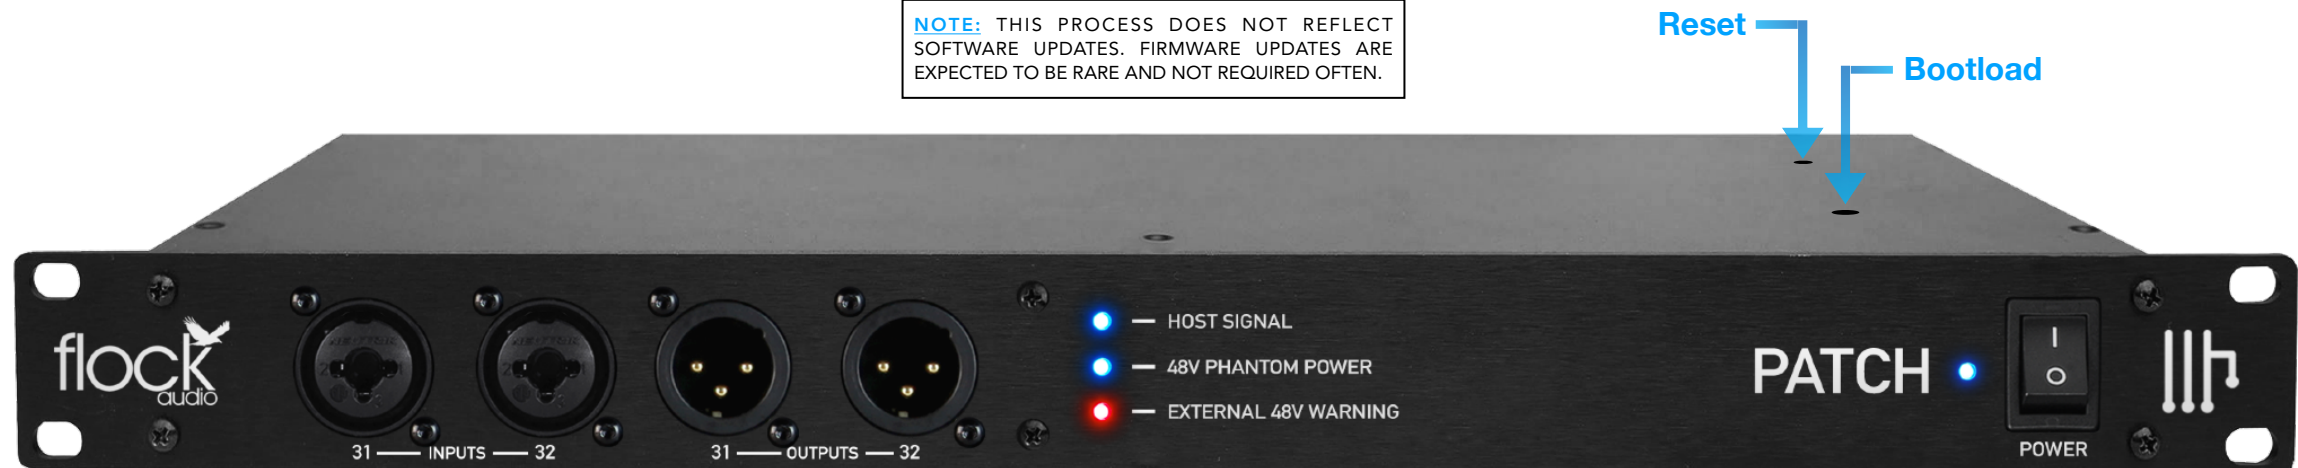 NOTE: THIS PROCESS DOES NOT REFLECT
SOFTWARE UPDATES. FIRMWARE UPDATES ARE
EXPECTED TO BE RARE AND NOT REQUIRED OFTEN.
Reset
Bootload
flock
audio
31 INPUTS 32
31 OUTPUTS 32
HOST SIGNAL
48V PHANTOM POWER
EXTERNAL 48V WARNING
PATCH
I
O
POWER